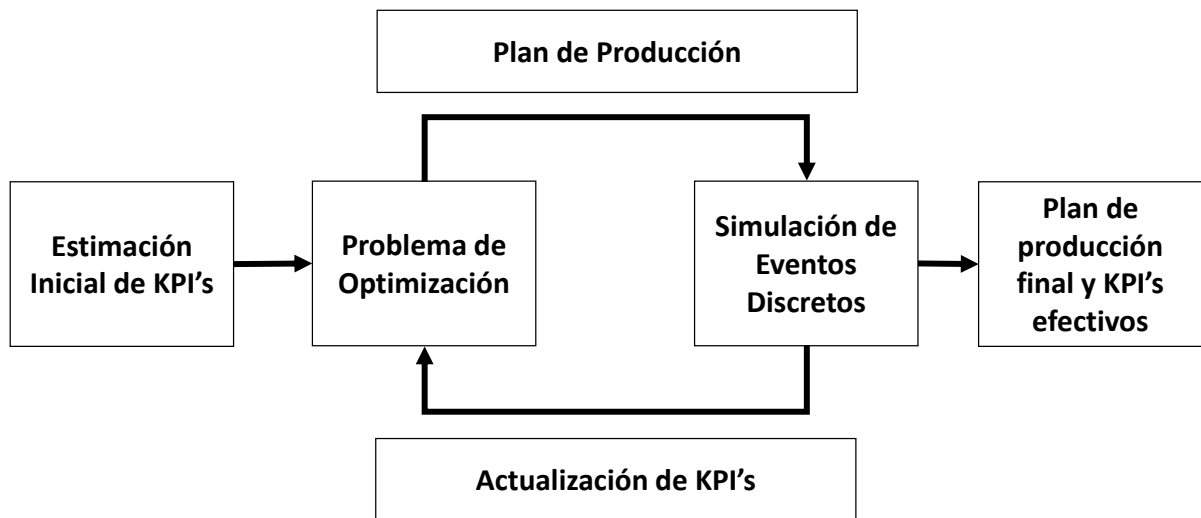 Plan de Producción
Estimación
Inicial de KPI’s
Problema de
Optimización
Simulación de
Eventos
Discretos
Plan de
producción
final y KPI’s
efectivos
Actualización de KPI’s